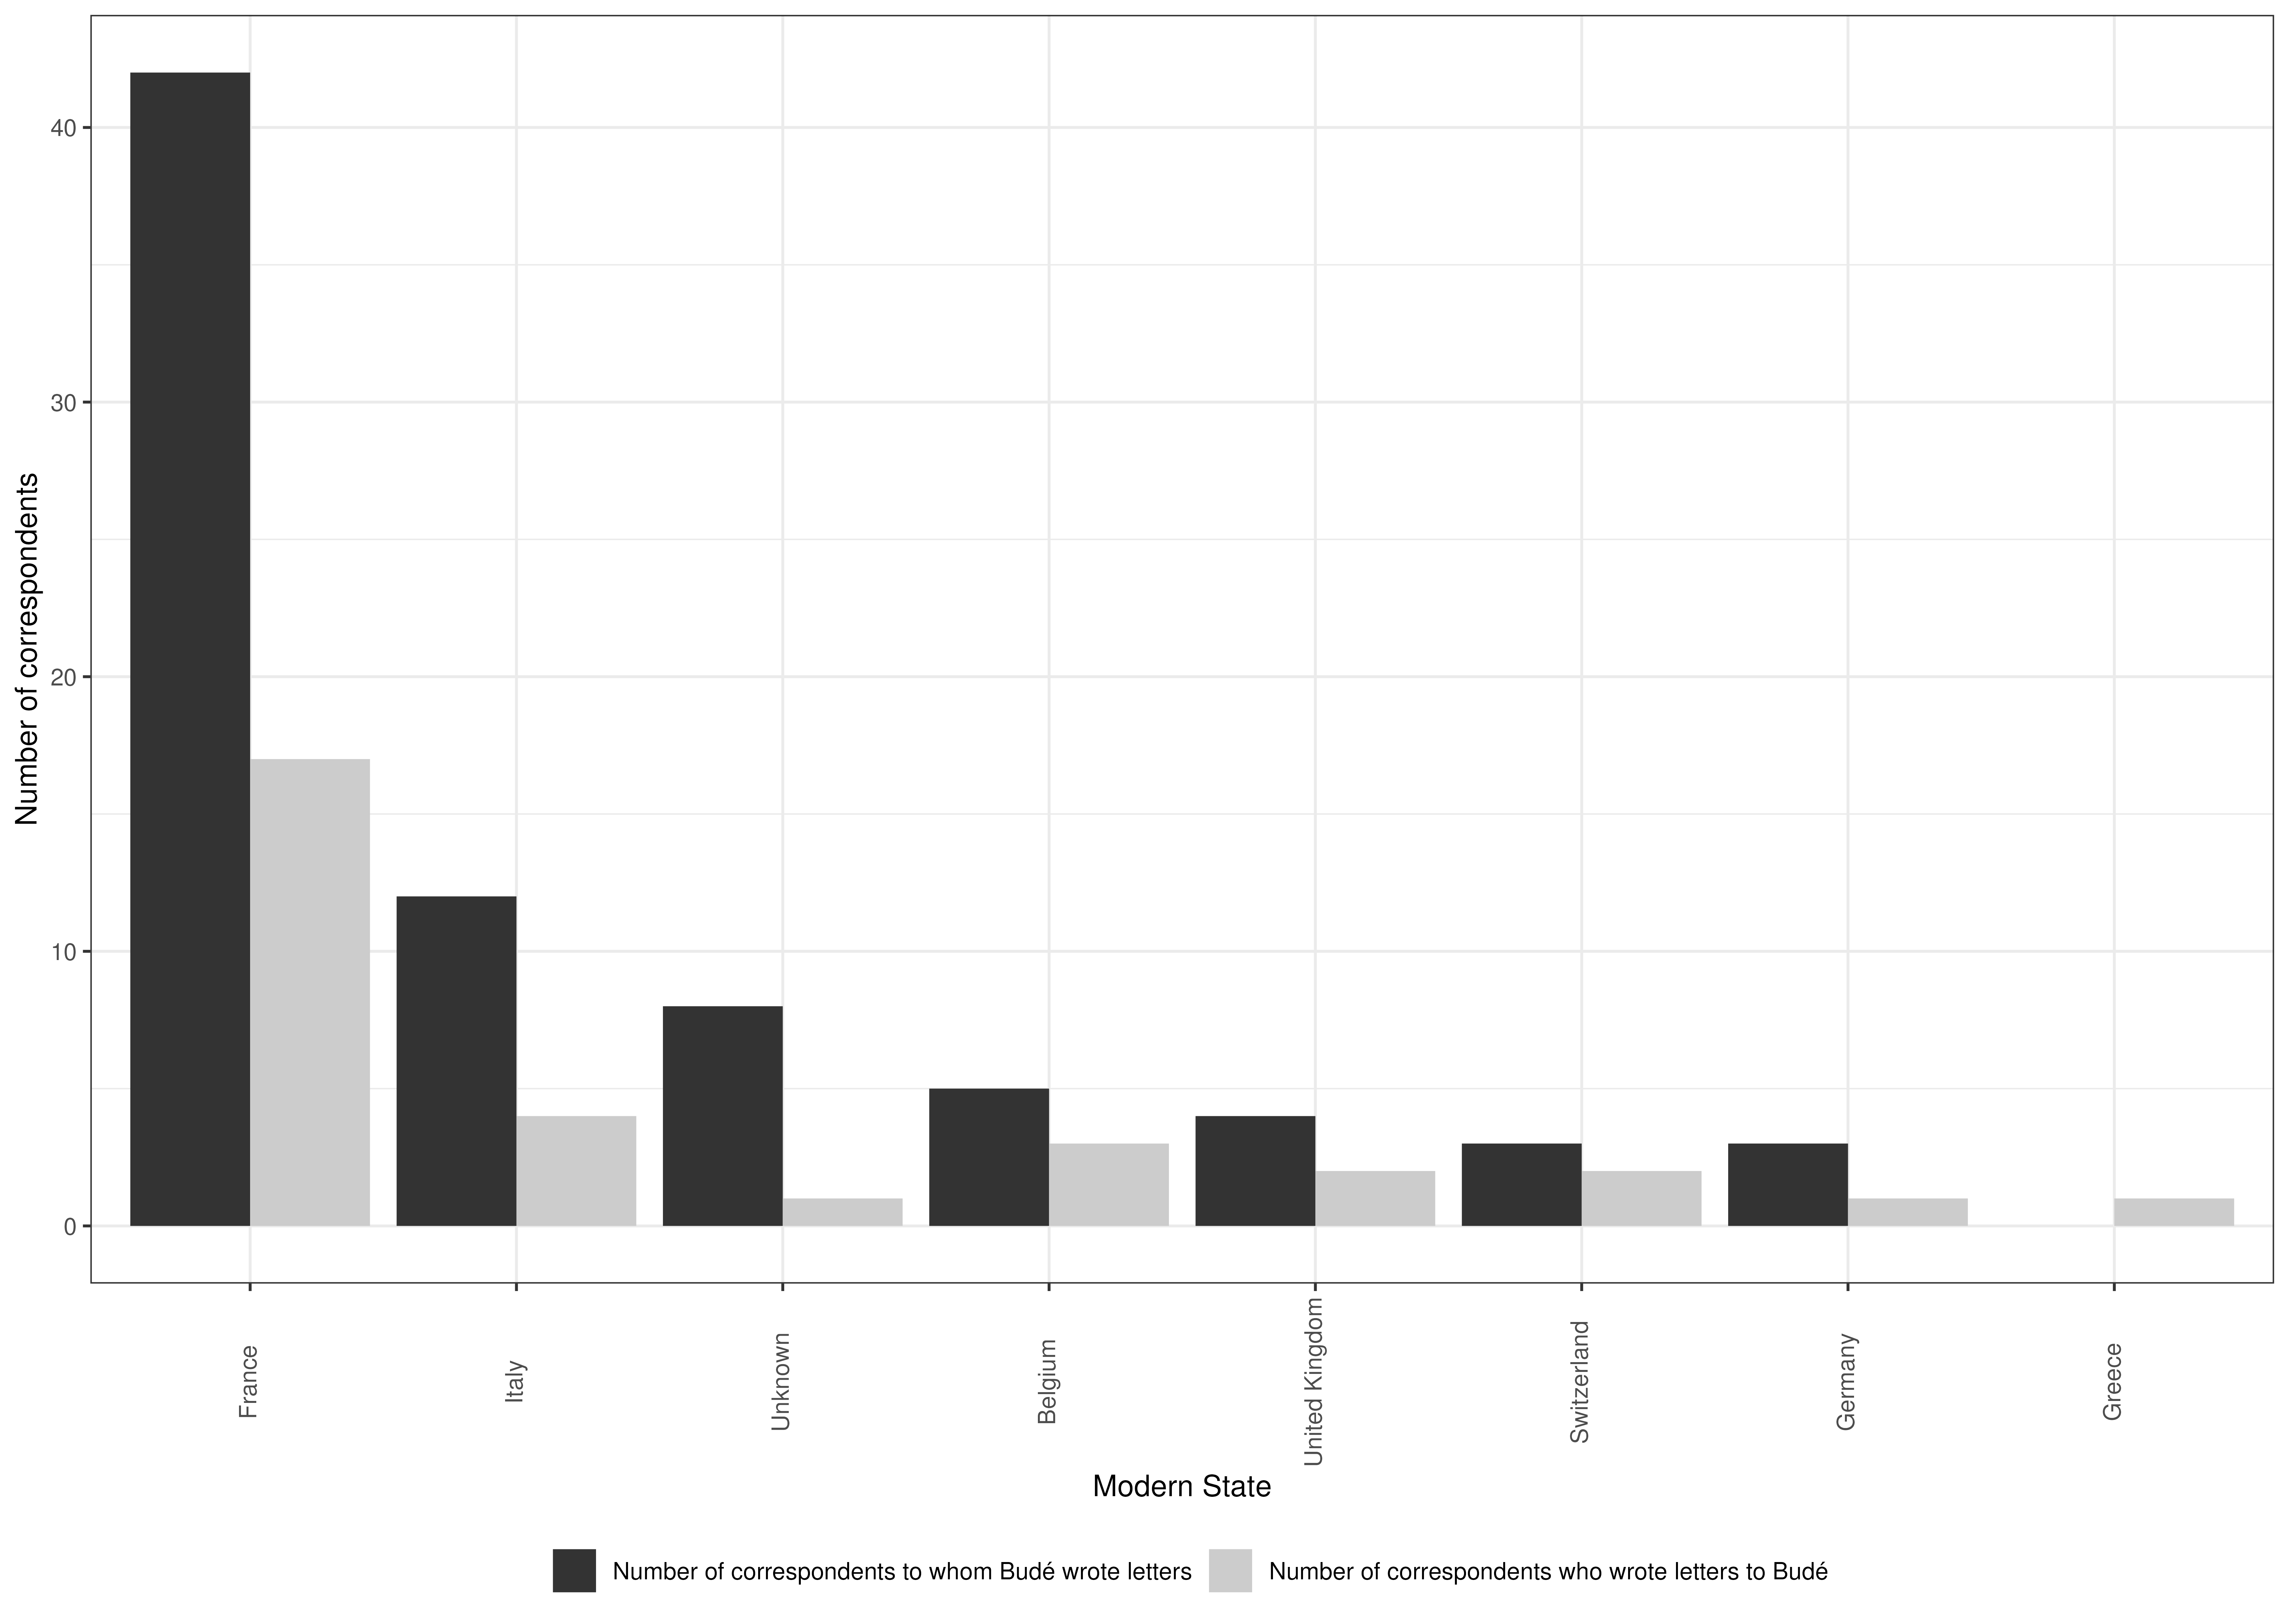 Number of correspondents
40
30
20
10
0
France
Italy
Unknown
Belgium
United Kingdom
Switzerland
Germany
Greece
Modern State
Number of correspondents to whom Budé wrote letters
Number of correspondents who wrote letters to Budé